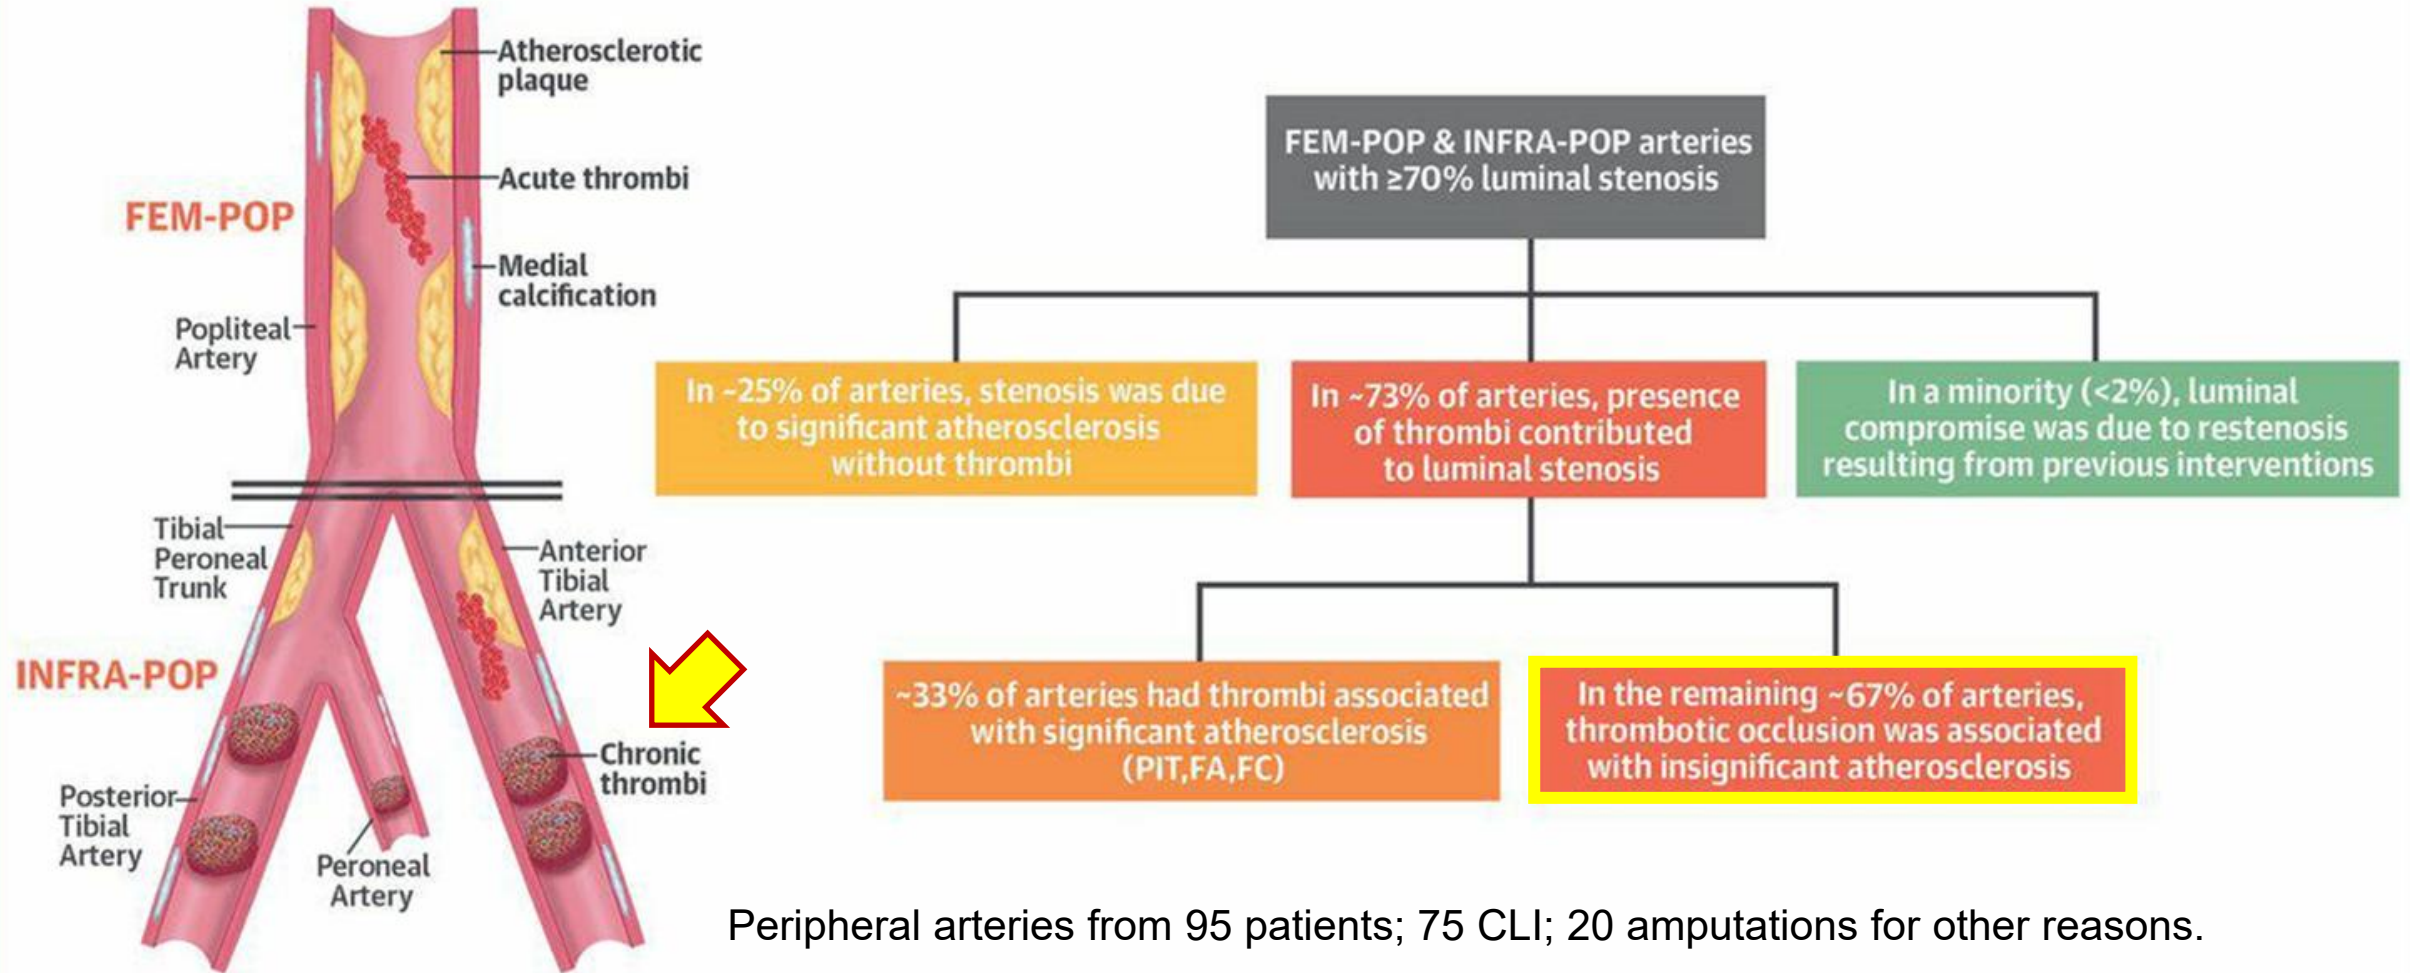 Atherosclerotic
plaque
Acute thrombi
FEM-POP
Medial
calcification
Popliteal
Artery
Tibial
Peroneal
Trunk
Anterior
Tibial
Artery
INFRA-POP
Chronic
thrombi
Posterior
Tibial
Artery
Peroneal
Artery
FEM-POP & INFRA-POP arteries
with ≥70% luminal stenosis
In ~25% of arteries, stenosis was due
to significant atherosclerosis
without thrombi
In ~73% of arteries, presence
of thrombi contributed
to luminal stenosis
In a minority (<2%), luminal
compromise was due to restenosis
resulting from previous interventions
~33% of arteries had thrombi associated
with significant atherosclerosis
(PIT,FA,FC)
In the remaining ~67% of arteries,
thrombotic occlusion was associated
with insignificant atherosclerosis
Peripheral arteries from 95 patients; 75 CLI; 20 amputations for other reasons.